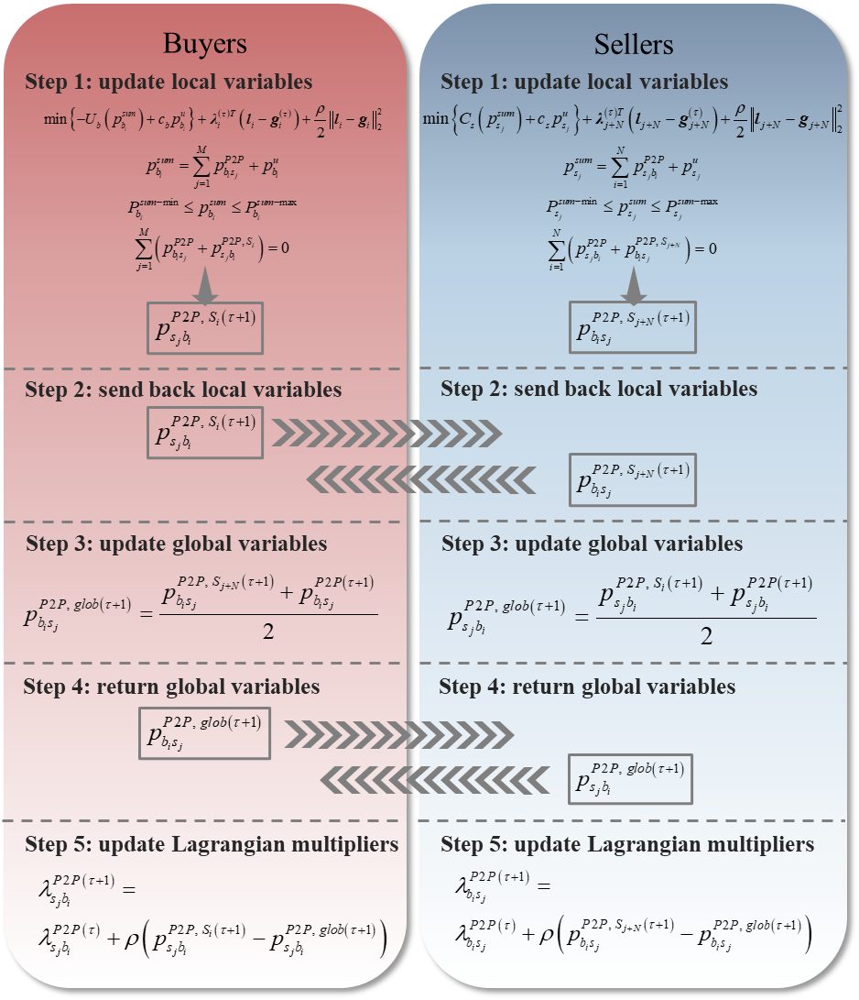 Buyers
Step 1: update local variables
min{−U_b(p_{b_i}^{sum}) + c_b p_{b_i}^{u}} + λ_i^{(τ)T}(l_i − g_i^{(τ)}) + ρ/2 ‖l_i − g_i‖_2^2
p_{b_i}^{sum} = ∑_{j=1}^{M} p_{b_i s_j}^{P2P} + p_{b_i}^{u}
P_{b_i}^{sum−min} ≤ p_{b_i}^{sum} ≤ P_{b_i}^{sum−max}
∑_{j=1}^{M} (p_{b_i s_j}^{P2P} + p_{s_j b_i}^{P2P, S_i}) = 0
p_{s_j b_i}^{P2P, S_i(τ+1)}
Step 2: send back local variables
p_{s_j b_i}^{P2P, S_i(τ+1)}
Step 3: update global variables
p_{b_i s_j}^{P2P, glob(τ+1)} = (p_{b_i s_j}^{P2P, S_{j+N}(τ+1)} + p_{b_i s_j}^{P2P(τ+1)}) / 2
Step 4: return global variables
p_{b_i s_j}^{P2P, glob(τ+1)}
Step 5: update Lagrangian multipliers
λ_{s_j b_i}^{P2P(τ+1)} =
λ_{s_j b_i}^{P2P(τ)} + ρ(p_{s_j b_i}^{P2P, S_i(τ+1)} − p_{s_j b_i}^{P2P, glob(τ+1)})
Sellers
Step 1: update local variables
min{C_s(p_{s_j}^{sum}) + c_s p_{s_j}^{u}} + λ_{j+N}^{(τ)T}(l_{j+N} − g_{j+N}^{(τ)}) + ρ/2 ‖l_{j+N} − g_{j+N}‖_2^2
p_{s_j}^{sum} = ∑_{i=1}^{N} p_{s_j b_i}^{P2P} + p_{s_j}^{u}
P_{s_j}^{sum−min} ≤ p_{s_j}^{sum} ≤ P_{s_j}^{sum−max}
∑_{i=1}^{N} (p_{s_j b_i}^{P2P} + p_{b_i s_j}^{P2P, S_{j+N}}) = 0
p_{b_i s_j}^{P2P, S_{j+N}(τ+1)}
Step 2: send back local variables
p_{b_i s_j}^{P2P, S_{j+N}(τ+1)}
Step 3: update global variables
p_{s_j b_i}^{P2P, glob(τ+1)} = (p_{s_j b_i}^{P2P, S_i(τ+1)} + p_{s_j b_i}^{P2P(τ+1)}) / 2
Step 4: return global variables
p_{s_j b_i}^{P2P, glob(τ+1)}
Step 5: update Lagrangian multipliers
λ_{b_i s_j}^{P2P(τ+1)} =
λ_{b_i s_j}^{P2P(τ)} + ρ(p_{b_i s_j}^{P2P, S_{j+N}(τ+1)} − p_{b_i s_j}^{P2P, glob(τ+1)})